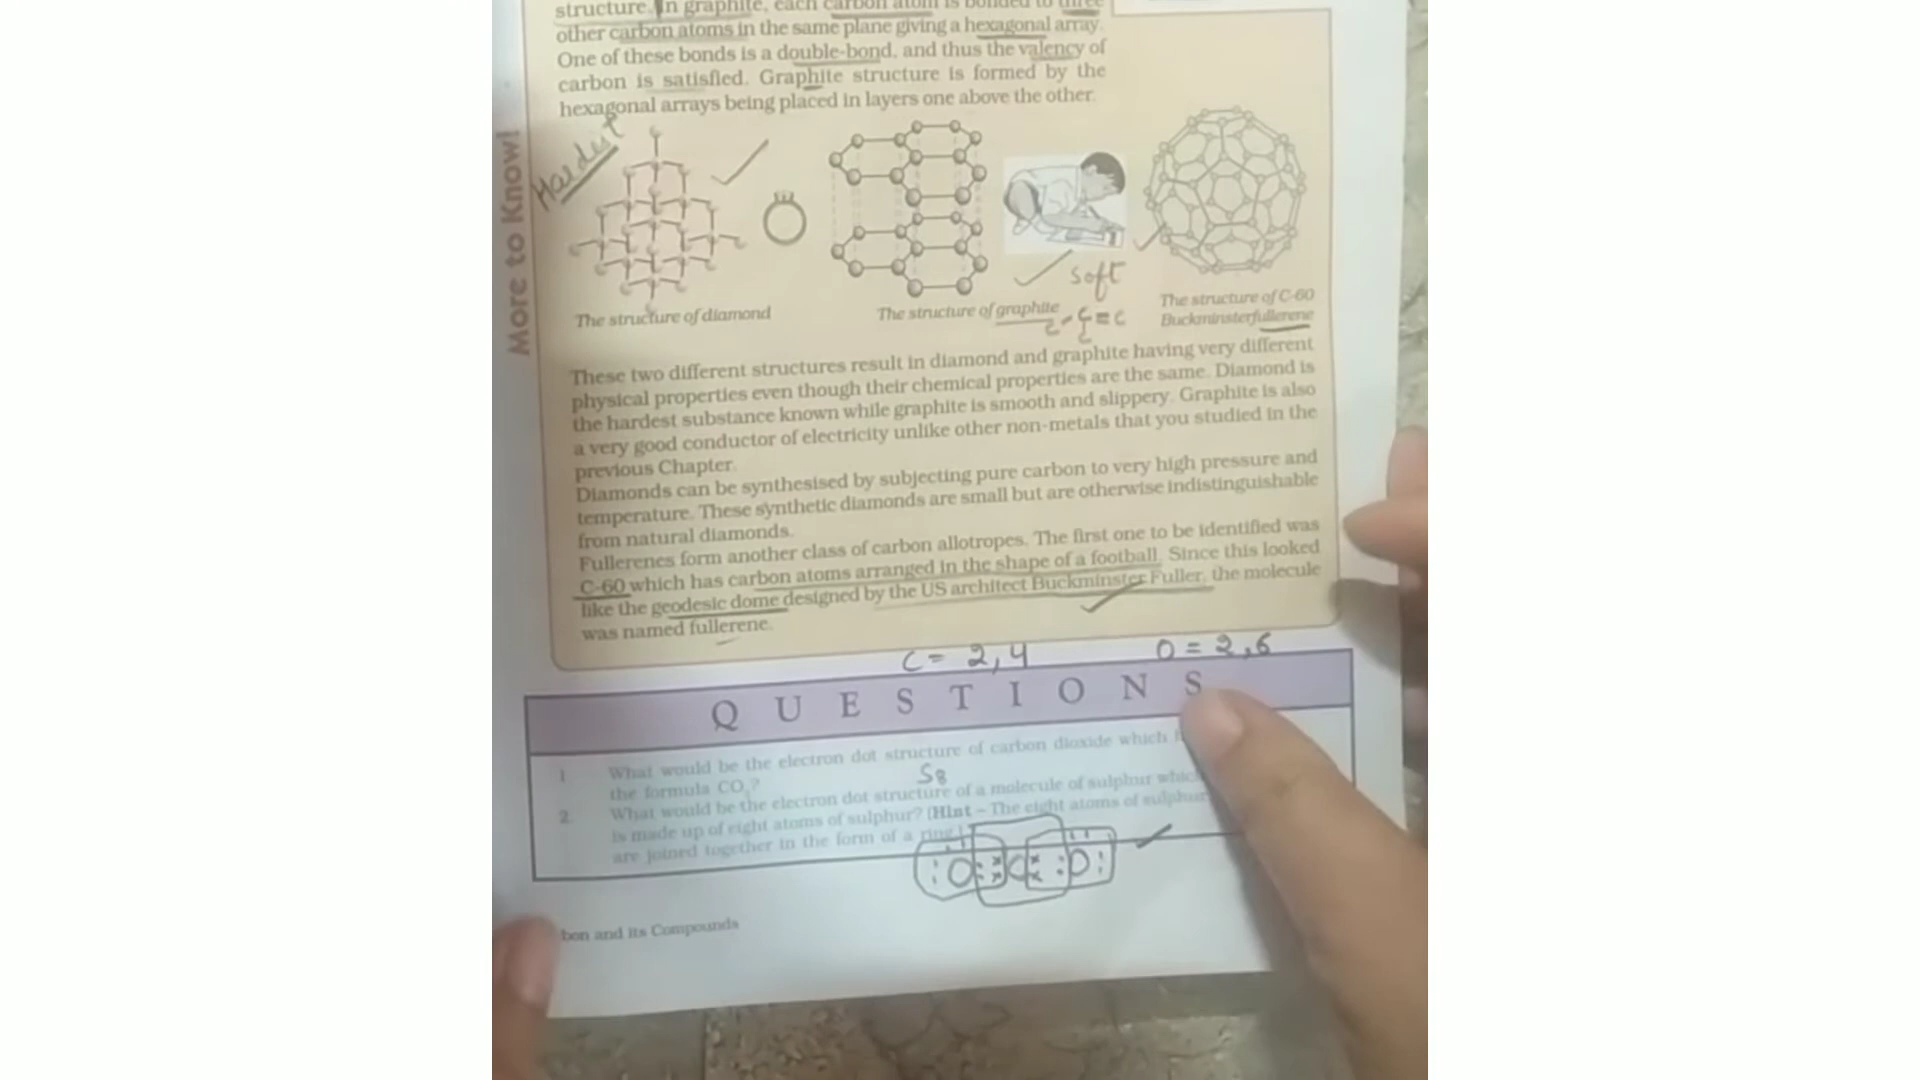 structure. In graphite, each carbon atom is bonded to three
other carbon atoms in the same plane giving a hexagonal array.
One of these bonds is a double-bond, and thus the valency of
carbon is satisfied. Graphite structure is formed by the
hexagonal arrays being placed in layers one above the other.
More to Know!
Hardest
soft
The structure of diamond
The structure of graphite
The structure of C-60
Buckminsterfullerene
These two different structures result in diamond and graphite having very different
physical properties even though their chemical properties are the same. Diamond is
the hardest substance known while graphite is smooth and slippery. Graphite is also
a very good conductor of electricity unlike other non-metals that you studied in the
previous Chapter.
Diamonds can be synthesised by subjecting pure carbon to very high pressure and
temperature. These synthetic diamonds are small but are otherwise indistinguishable
from natural diamonds.
Fullerenes form another class of carbon allotropes. The first one to be identified was
C-60 which has carbon atoms arranged in the shape of a football. Since this looked
like the geodesic dome designed by the US architect Buckminster Fuller, the molecule
was named fullerene.
C = 2,4 O = 2,6
QUESTIONS
1 What would be the electron dot structure of carbon dioxide which
the formula CO2?
S8
2. What would be the electron dot structure of a molecule of sulphur which
is made up of eight atoms of sulphur? (Hint – The eight atoms of sulphur
are joined together in the form of a ring.)
:O::C::O:
bon and its Compounds